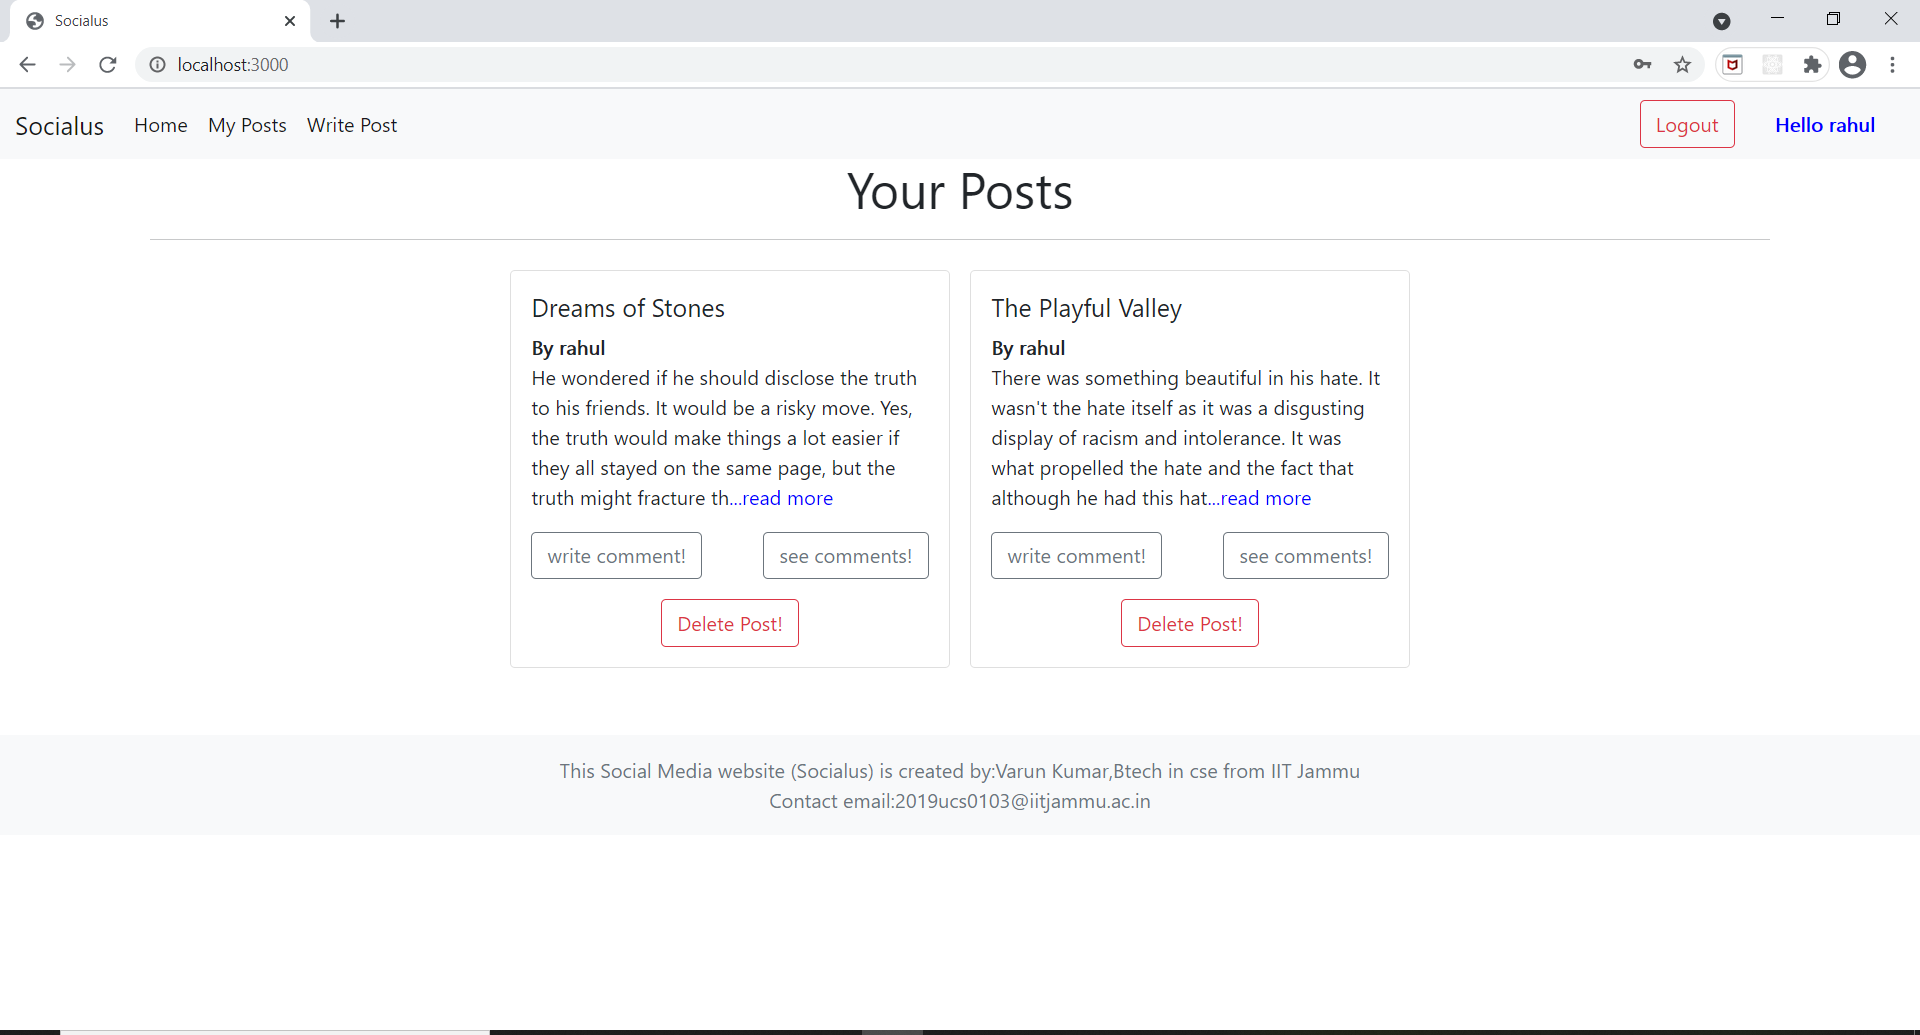 Socialus
localhost:3000
Socialus Home My Posts Write Post Logout Hello rahul
Your Posts
Dreams of Stones
By rahul
He wondered if he should disclose the truth
to his friends. It would be a risky move. Yes,
the truth would make things a lot easier if
they all stayed on the same page, but the
truth might fracture th...read more
write comment! see comments!
Delete Post!
The Playful Valley
By rahul
There was something beautiful in his hate. It
wasn't the hate itself as it was a disgusting
display of racism and intolerance. It was
what propelled the hate and the fact that
although he had this hat...read more
write comment! see comments!
Delete Post!
This Social Media website (Socialus) is created by:Varun Kumar,Btech in cse from IIT Jammu
Contact email:2019ucs0103@iitjammu.ac.in